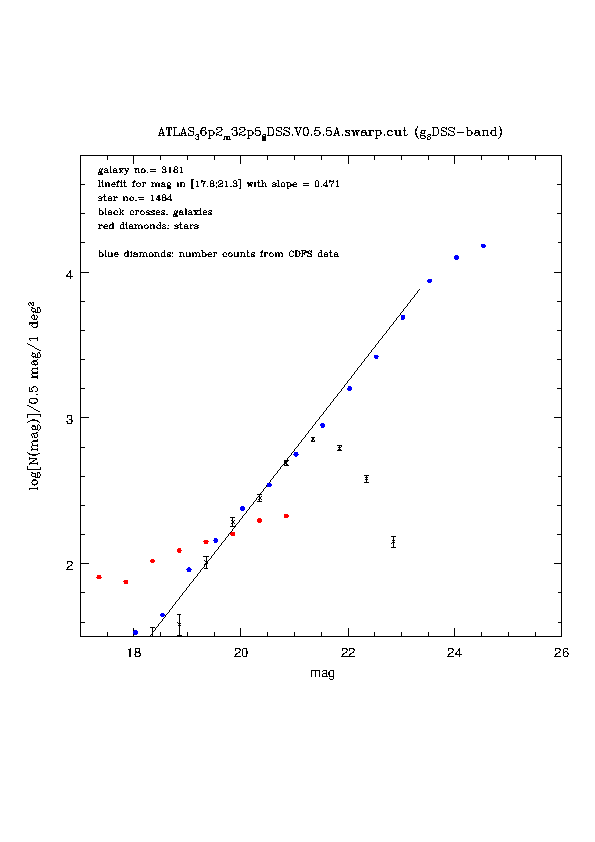 ATLAS₃6p2ₘ32p5gDSS.V0.5.5A.swarp.cut (gₛDSS−band)
galaxy no.= 3181
linefit for mag in [17.8;21.3] with slope = 0.471
star no.= 1484
black crosses: galaxies
red diamonds: stars
blue diamonds: number counts from CDFS data
log[N(mag)]/0.5 mag/1 deg²
4
3
2
18 20 22 24 26
mag